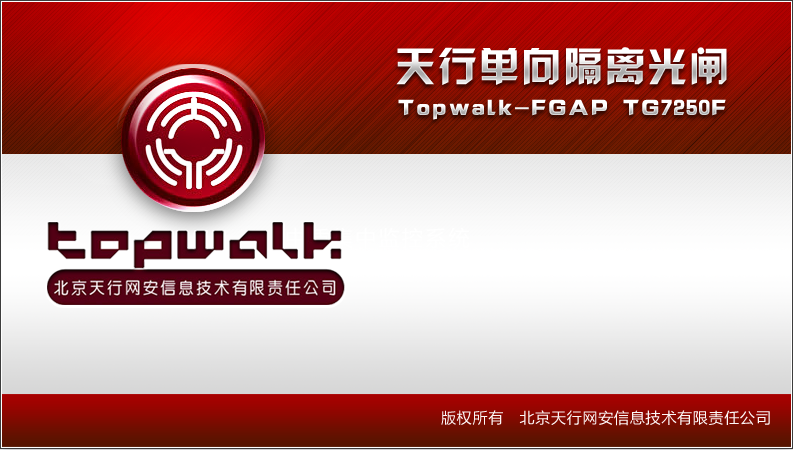 天行单向隔离光闸
Topwalk-FGAP TG7250F
topwalk
北京天行网安信息技术有限责任公司
版权所有 北京天行网安信息技术有限责任公司